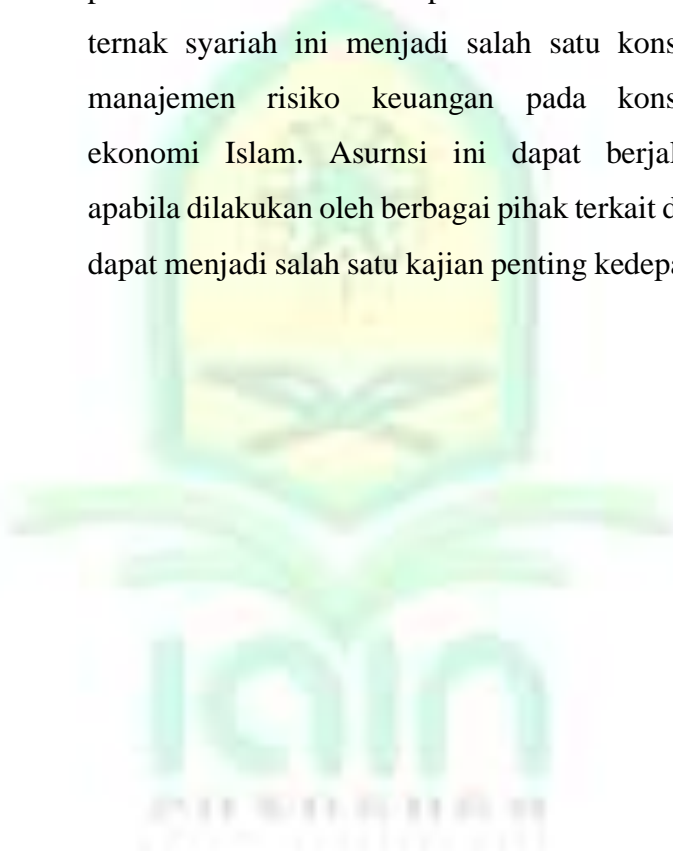 ternak syariah ini menjadi salah satu kons
manajemen risiko keuangan pada kons
ekonomi Islam. Asurnsi ini dapat berjal
apabila dilakukan oleh berbagai pihak terkait d
dapat menjadi salah satu kajian penting kedepa
iain